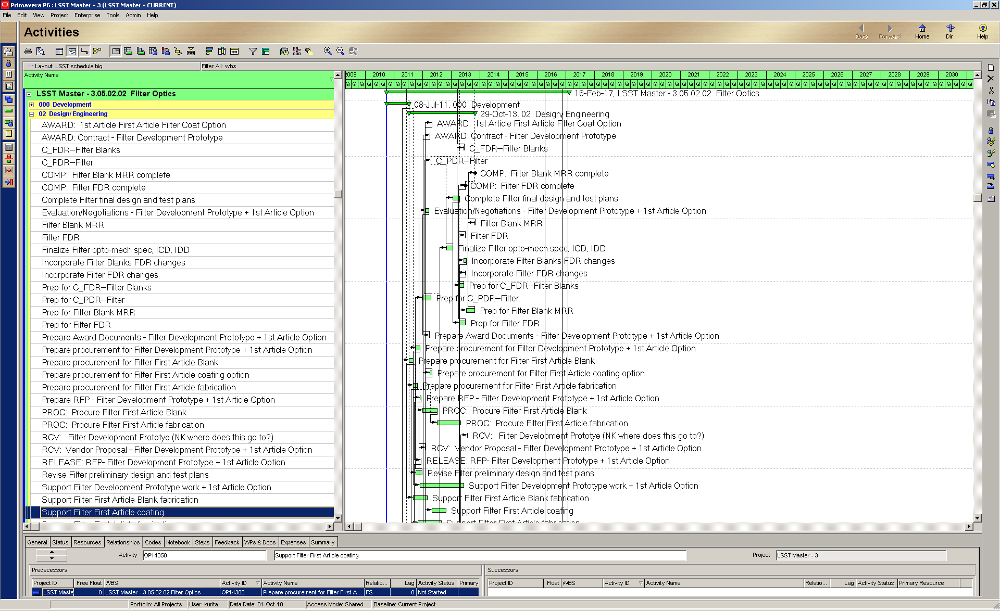 Primavera P6 : LSST Master - 3 (LSST Master - CURRENT)
File Edit View Project Enterprise Tools Admin Help
Activities
Back Forward Home Dir. Help
Layout: LSST schedule big
Filter All: wbs
Activity Name
2009 2010 2011 2012 2013 2014 2015 2016 2017 2018 2019 2020 2021 2022 2023 2024 2025 2026 2027 2028 2029 2030
Q Q Q Q Q Q Q Q Q Q Q Q Q Q Q Q Q Q Q Q Q Q Q Q Q Q Q Q Q Q Q Q Q Q Q Q Q Q Q Q Q Q Q Q Q Q Q Q Q Q Q Q Q Q Q Q Q Q Q Q Q Q Q Q Q Q Q Q Q Q Q Q Q Q Q Q Q Q Q Q Q Q Q Q Q Q Q Q
LSST Master - 3.05.02.02 Filter Optics
000 Development
02 Design/Engineering
AWARD: 1st Article First Article Filter Coat Option
AWARD: Contract - Filter Development Prototype
C_FDR--Filter Blanks
C_PDR--Filter
COMP: Filter Blank MRR complete
COMP: Filter FDR complete
Complete Filter final design and test plans
Evaluation/Negotiations - Filter Development Prototype + 1st Article Option
Filter Blank MRR
Filter FDR
Finalize Filter opto-mech spec, ICD, IDD
Incorporate Filter Blanks FDR changes
Incorporate Filter FDR changes
Prep for C_FDR--Filter Blanks
Prep for C_PDR--Filter
Prep for Filter Blank MRR
Prep for Filter FDR
Prepare Award Documents - Filter Development Prototype + 1st Article Option
Prepare procurement for Filter Development Prototype + 1st Article Option
Prepare procurement for Filter First Article Blank
Prepare procurement for Filter First Article coating option
Prepare procurement for Filter First Article fabrication
Prepare RFP - Filter Development Prototype + 1st Article Option
PROC: Procure Filter First Article Blank
PROC: Procure Filter First Article fabrication
RCV: Filter Development Prototye (NK where does this go to?)
RCV: Vendor Proposal - Filter Development Prototype + 1st Article Option
RELEASE: RFP- Filter Development Prototype + 1st Article Option
Revise Filter preliminary design and test plans
Support Filter Development Prototype work + 1st Article Option
Support Filter First Article Blank fabrication
Support Filter First Article coating
Support Filter First Article fabrication
16-Feb-17, LSST Master - 3.05.02.02 Filter Optics
08-Jul-11, 000 Development
29-Oct-13, 02 Design/ Engineering
AWARD: 1st Article First Article Filter Coat Option
AWARD: Contract - Filter Development Prototype
C_FDR--Filter Blanks
C_PDR--Filter
COMP: Filter Blank MRR complete
COMP: Filter FDR complete
Complete Filter final design and test plans
Evaluation/Negotiations - Filter Development Prototype + 1st Article Option
Filter Blank MRR
Filter FDR
Finalize Filter opto-mech spec, ICD, IDD
Incorporate Filter Blanks FDR changes
Incorporate Filter FDR changes
Prep for C_FDR--Filter Blanks
Prep for C_PDR--Filter
Prep for Filter Blank MRR
Prep for Filter FDR
Prepare Award Documents - Filter Development Prototype + 1st Article Option
Prepare procurement for Filter Development Prototype + 1st Article Option
Prepare procurement for Filter First Article Blank
Prepare procurement for Filter First Article coating option
Prepare procurement for Filter First Article fabrication
Prepare RFP - Filter Development Prototype + 1st Article Option
PROC: Procure Filter First Article Blank
PROC: Procure Filter First Article fabrication
RCV: Filter Development Prototye (NK where does this go to?)
RCV: Vendor Proposal - Filter Development Prototype + 1st Article Option
RELEASE: RFP- Filter Development Prototype + 1st Article Option
Revise Filter preliminary design and test plans
Support Filter Development Prototype work + 1st Article Option
Support Filter First Article Blank fabrication
Support Filter First Article coating
Support Filter First Article fabrication
General Status Resources Relationships Codes Notebook Steps Feedback WPs & Docs Expenses Summary
Activity OP14350 Support Filter First Article coating Project LSST Master - 3
Predecessors
Project ID Free Float WBS Activity ID Activity Name Relatio... Lag Activity Status Primary
LSST Maste 0 LSST Master - 3.05.02.02 Filter Optics OP14300 Prepare procurement for Filter First A... FS 0 Not Started
Successors
Project ID Float WBS Activity ID Activity Name Relatio... Lag Activity Status Primary Resource
Portfolio: All Projects User: kurita Data Date: 01-Oct-10 Access Mode: Shared Baseline: Current Project